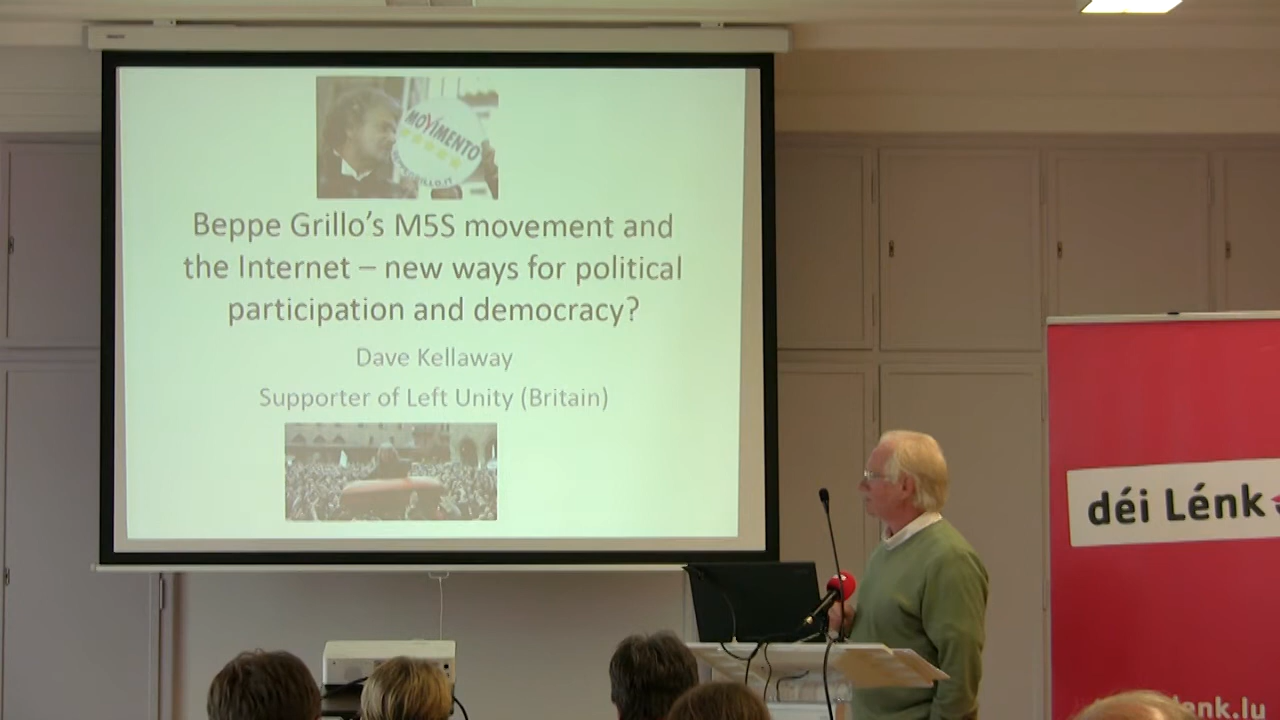 MOVIMENTO
Beppe Grillo's M5S movement and
the Internet – new ways for political
participation and democracy?
Dave Kellaway
Supporter of Left Unity (Britain)
déi Lénk
lenk.lu